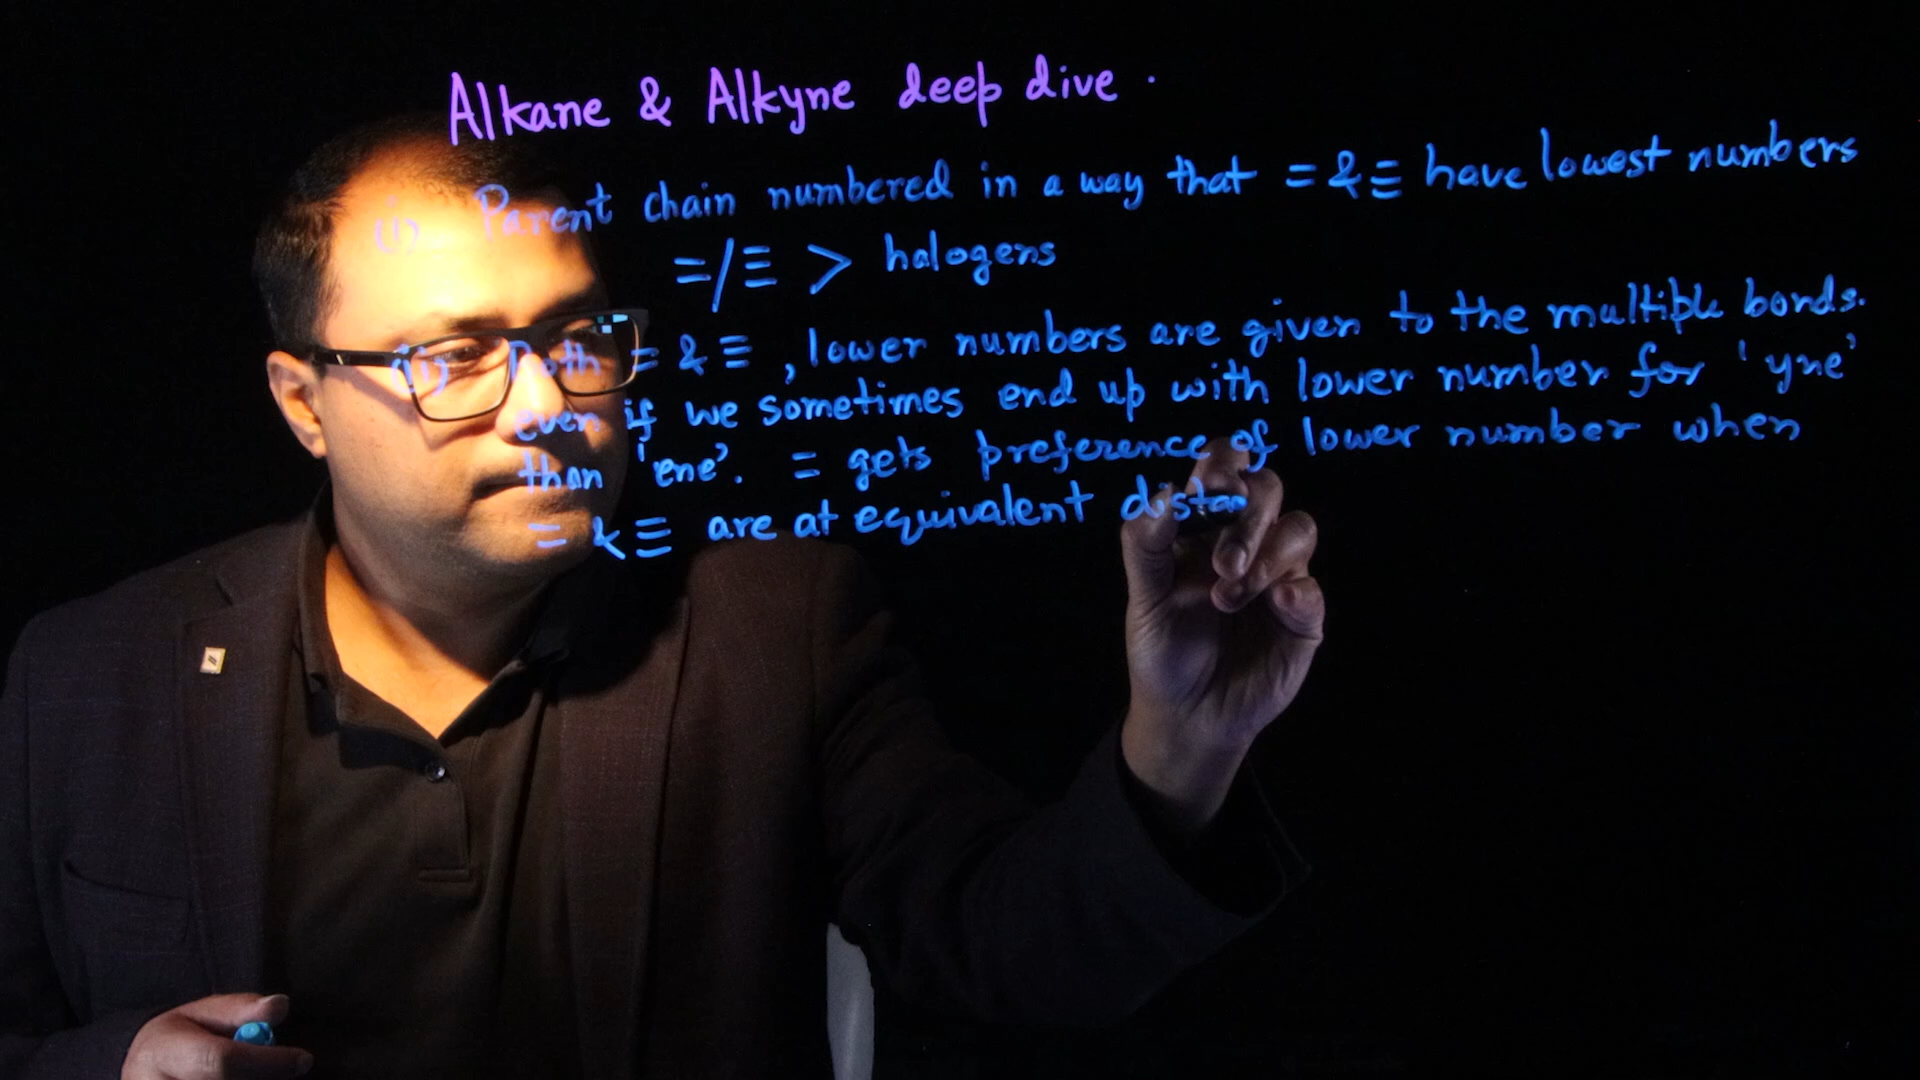 Alkane & Alkyne deep dive.
(i) Parent chain numbered in a way that = & ≡ have lowest numbers
=/≡ > halogens
(ii) Both = & ≡, lower numbers are given to the multiple bonds.
even if we sometimes end up with lower number for 'yne'
than 'ene'. = gets preference of lower number when
= & ≡ are at equivalent distan